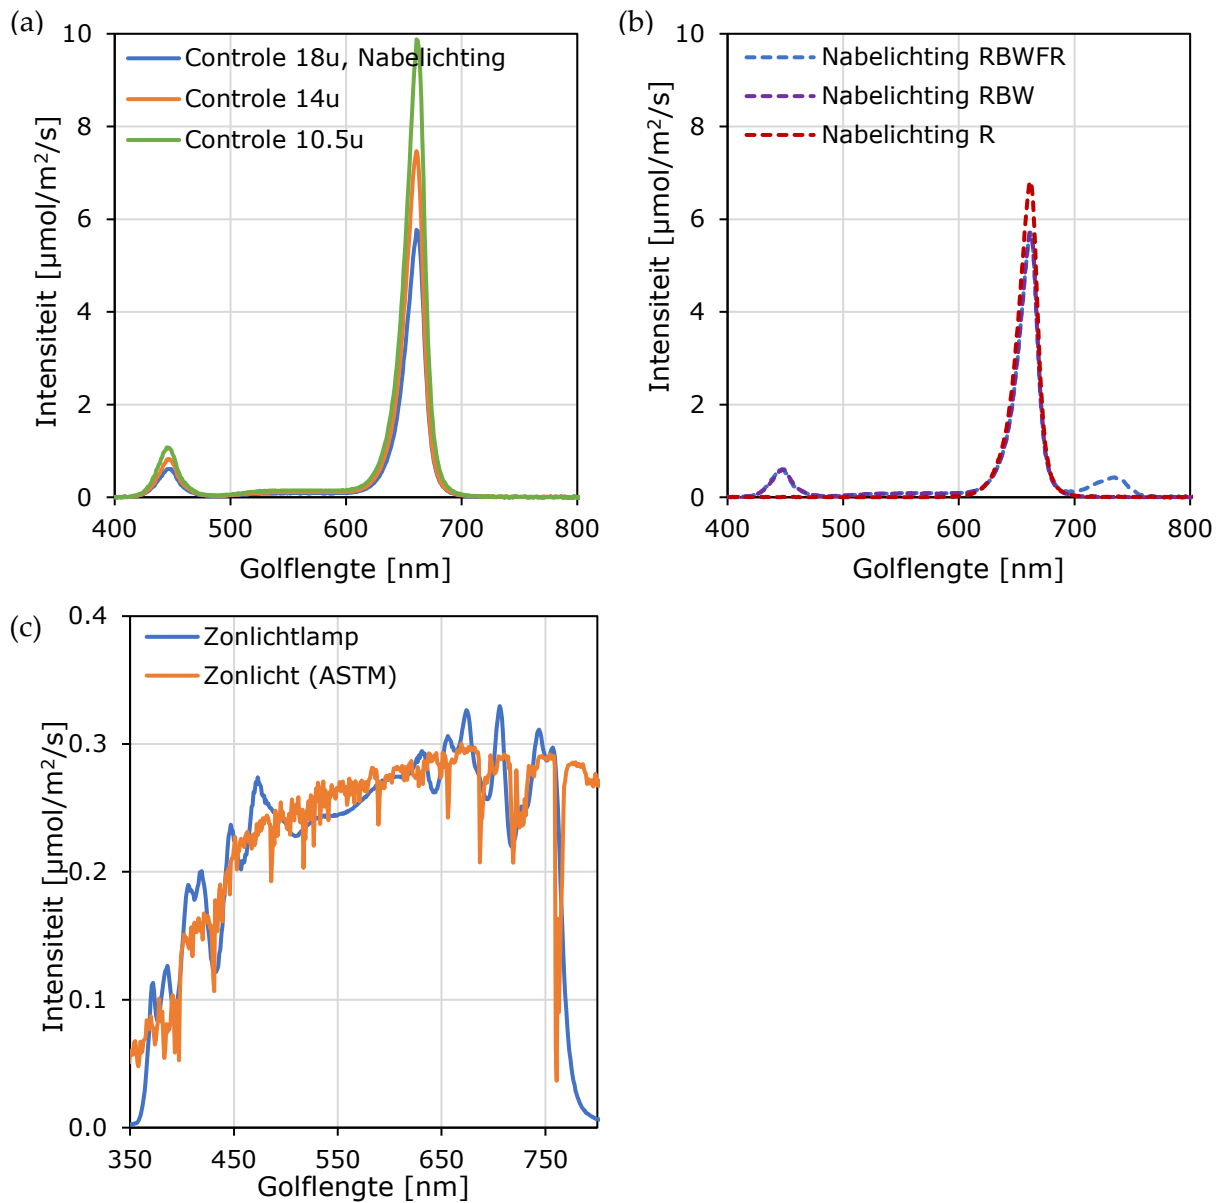 (a)
Intensiteit [µmol/m²/s]
10
8
6
4
2
0
Controle 18u, Nabelichting
Controle 14u
Controle 10.5u
400 500 600 700 800
Golflengte [nm]
(b)
Intensiteit [µmol/m²/s]
10
8
6
4
2
0
Nabelichting RBWFR
Nabelichting RBW
Nabelichting R
400 500 600 700 800
Golflengte [nm]
(c)
Intensiteit [µmol/m²/s]
0.4
0.3
0.2
0.1
0.0
Zonlichtlamp
Zonlicht (ASTM)
350 450 550 650 750
Golflengte [nm]